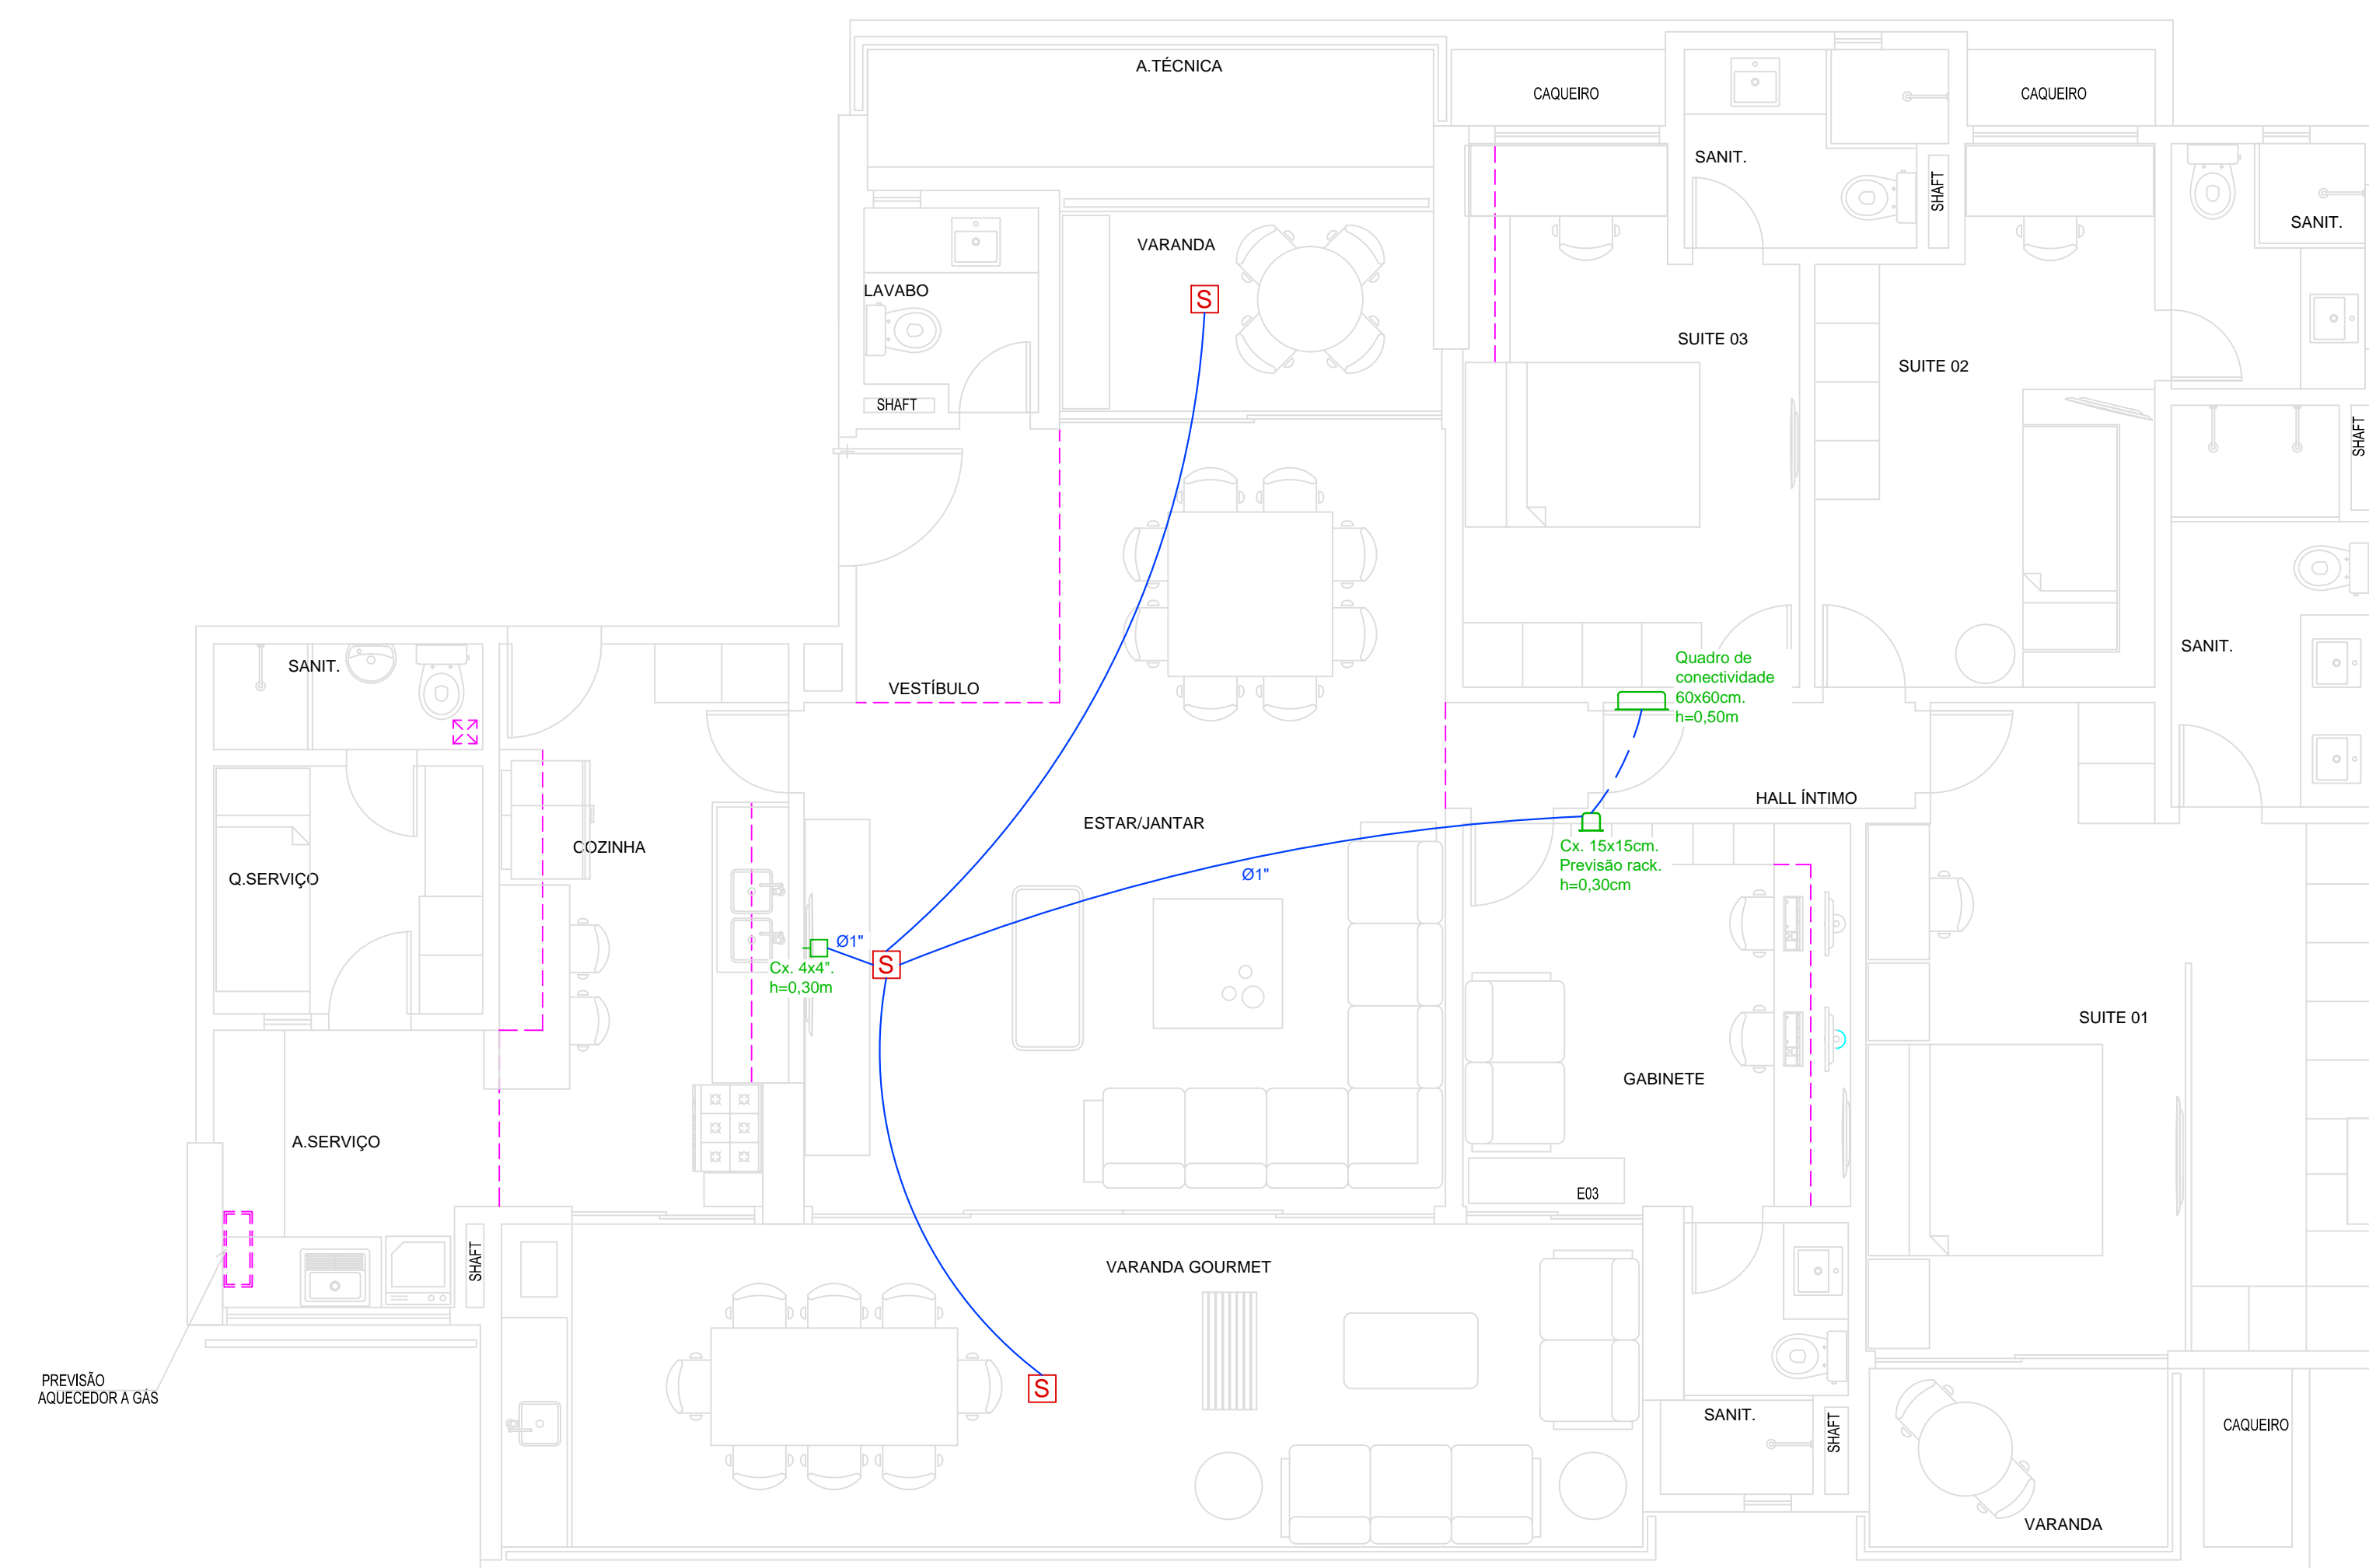 A.TÉCNICA
CAQUEIRO
CAQUEIRO
SANIT.
SHAFT
SANIT.
VARANDA
S
LAVABO
SHAFT
SUITE 03
SUITE 02
SHAFT
SANIT.
SANIT.
VESTÍBULO
Quadro de
conectividade
60x60cm.
h=0,50m
HALL ÍNTIMO
ESTAR/JANTAR
COZINHA
Q.SERVIÇO
Cx. 15x15cm.
Previsão rack.
h=0,30cm
Ø1"
Ø1"
S
Cx. 4x4".
h=0,30m
SUITE 01
GABINETE
A.SERVIÇO
E03
SHAFT
VARANDA GOURMET
PREVISÃO
AQUECEDOR A GÁS
S
SANIT.
SHAFT
CAQUEIRO
VARANDA